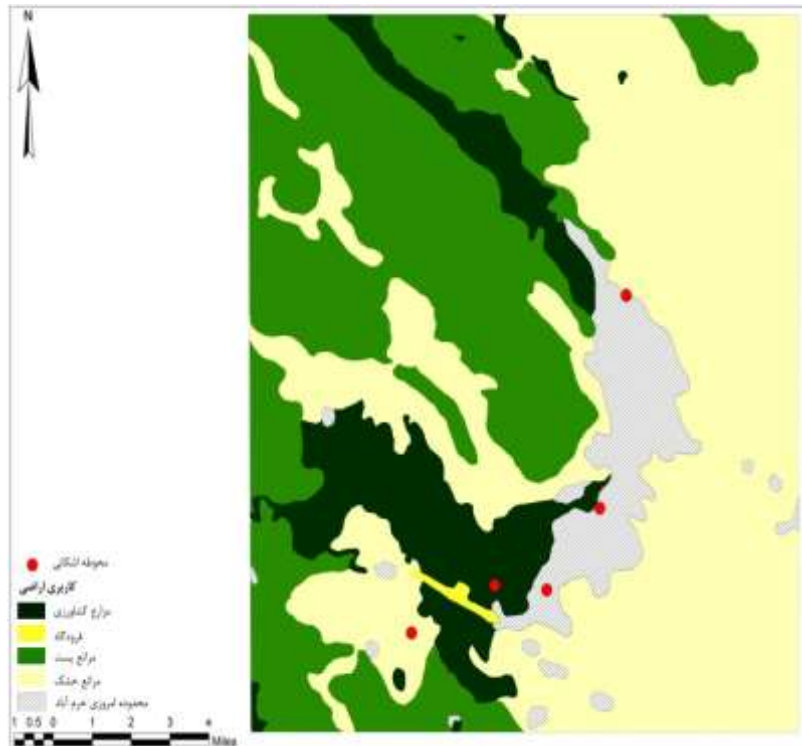 N
محوطه اشکانی
کاربری اراضی
مزارع کشاورزی
فرودگاه
مراتع پست
مراتع خشک
محدوده امروزی خرم آباد
1 0.5 0 1 2 3 4
Miles